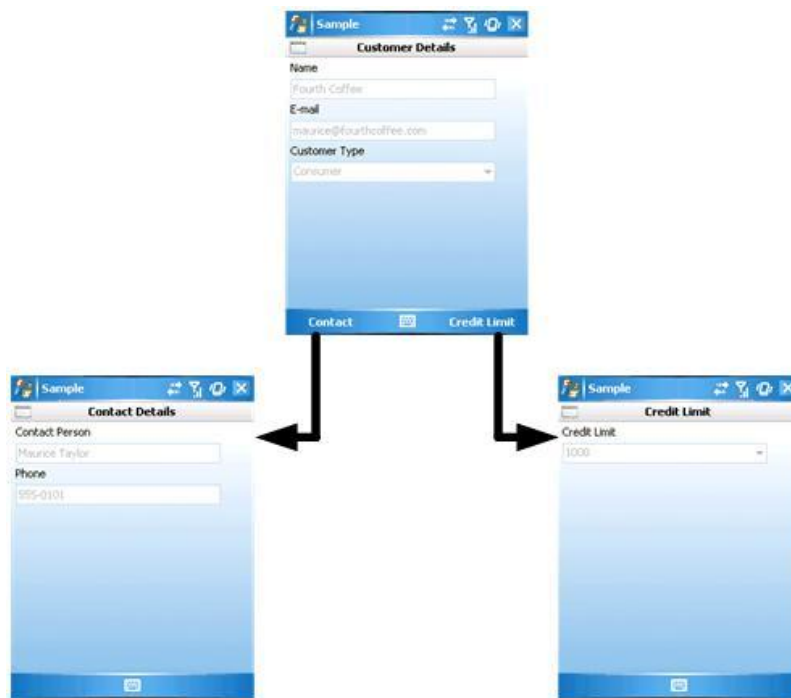 Sample
Customer Details
Name
Fourth Coffee
E-mail
maurice@fourthcoffee.com
Customer Type
Consumer
Contact
Credit Limit
Sample
Contact Details
Contact Person
Maurice Taylor
Phone
555-0101
Sample
Credit Limit
Credit Limit
1000